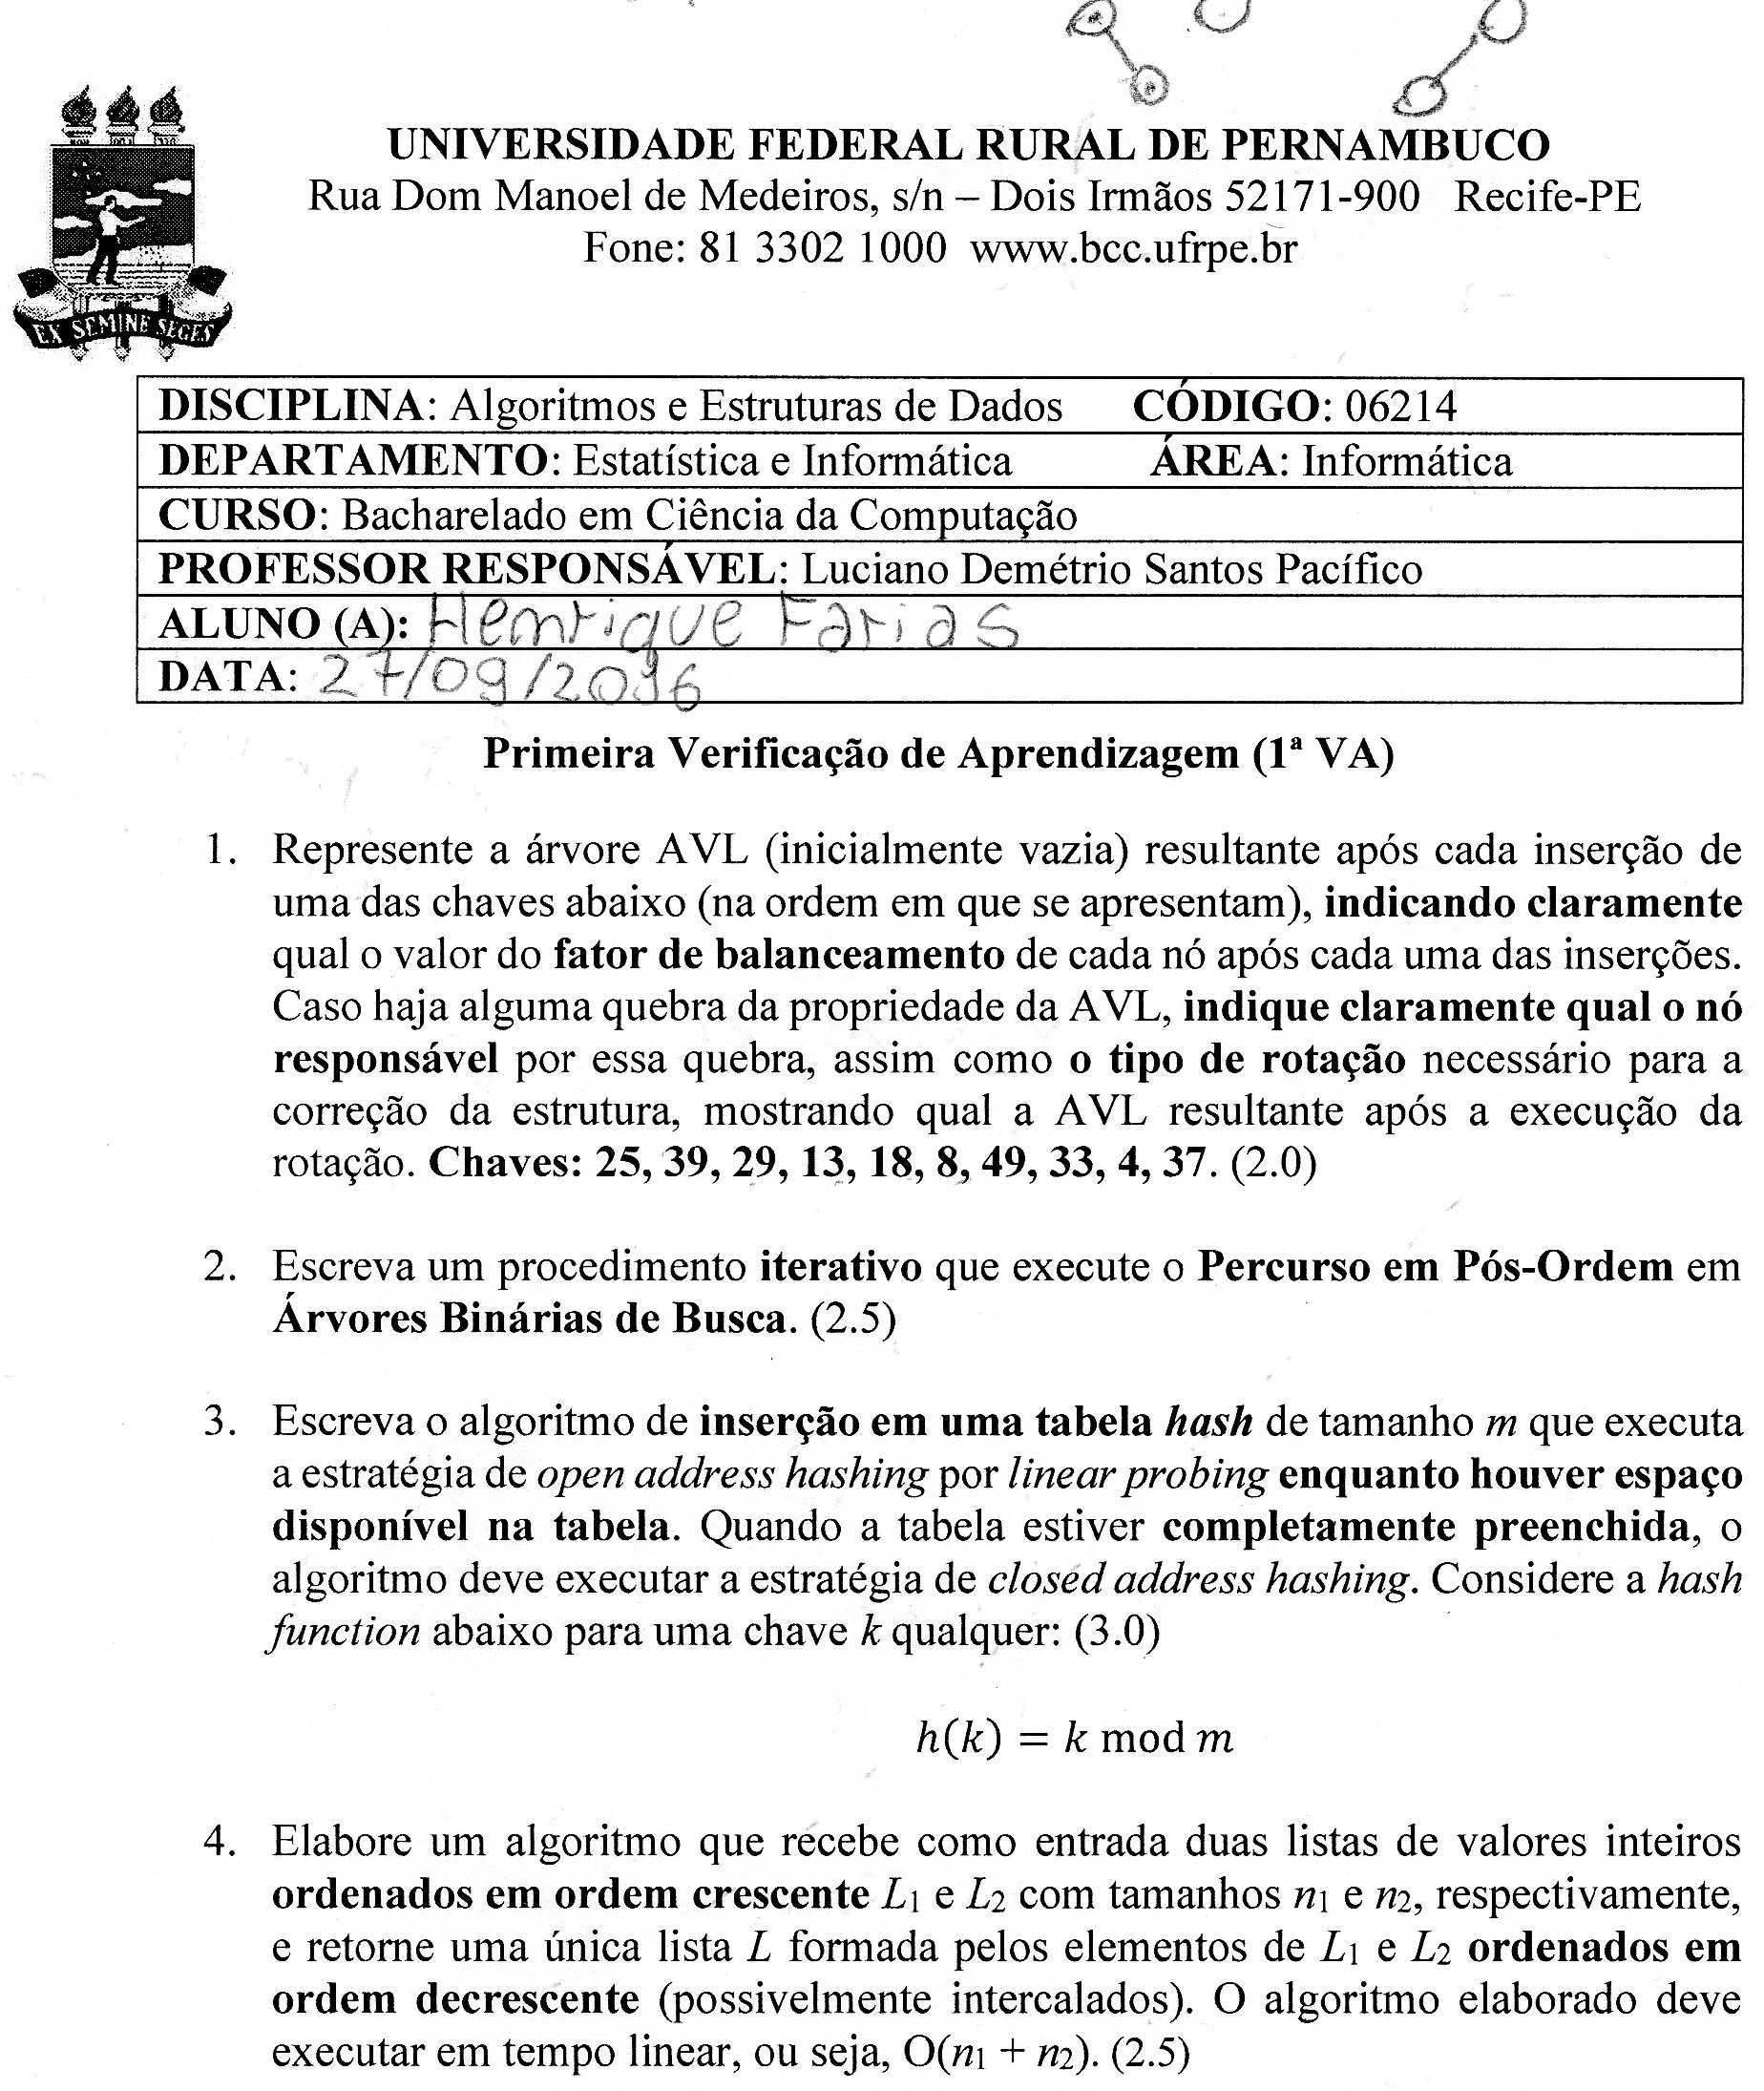 UNIVERSIDADE FEDERAL RURAL DE PERNAMBUCO
Rua Dom Manoel de Medeiros, s/n – Dois Irmãos 52171-900 Recife-PE
Fone: 81 3302 1000 www.bcc.ufrpe.br
EX SEMINE SEGES
DISCIPLINA: Algoritmos e Estruturas de Dados CÓDIGO: 06214
DEPARTAMENTO: Estatística e Informática ÁREA: Informática
CURSO: Bacharelado em Ciência da Computação
PROFESSOR RESPONSÁVEL: Luciano Demétrio Santos Pacífico
ALUNO (A): Henrique Farias
DATA: 27/09/2016
Primeira Verificação de Aprendizagem (1ª VA)
1. Represente a árvore AVL (inicialmente vazia) resultante após cada inserção de
uma das chaves abaixo (na ordem em que se apresentam), indicando claramente
qual o valor do fator de balanceamento de cada nó após cada uma das inserções.
Caso haja alguma quebra da propriedade da AVL, indique claramente qual o nó
responsável por essa quebra, assim como o tipo de rotação necessário para a
correção da estrutura, mostrando qual a AVL resultante após a execução da
rotação. Chaves: 25, 39, 29, 13, 18, 8, 49, 33, 4, 37. (2.0)
2. Escreva um procedimento iterativo que execute o Percurso em Pós-Ordem em
Árvores Binárias de Busca. (2.5)
3. Escreva o algoritmo de inserção em uma tabela hash de tamanho m que executa
a estratégia de open address hashing por linear probing enquanto houver espaço
disponível na tabela. Quando a tabela estiver completamente preenchida, o
algoritmo deve executar a estratégia de closed address hashing. Considere a hash
function abaixo para uma chave k qualquer: (3.0)
h(k) = k mod m
4. Elabore um algoritmo que recebe como entrada duas listas de valores inteiros
ordenados em ordem crescente L1 e L2 com tamanhos n1 e n2, respectivamente,
e retorne uma única lista L formada pelos elementos de L1 e L2 ordenados em
ordem decrescente (possivelmente intercalados). O algoritmo elaborado deve
executar em tempo linear, ou seja, O(n1 + n2). (2.5)